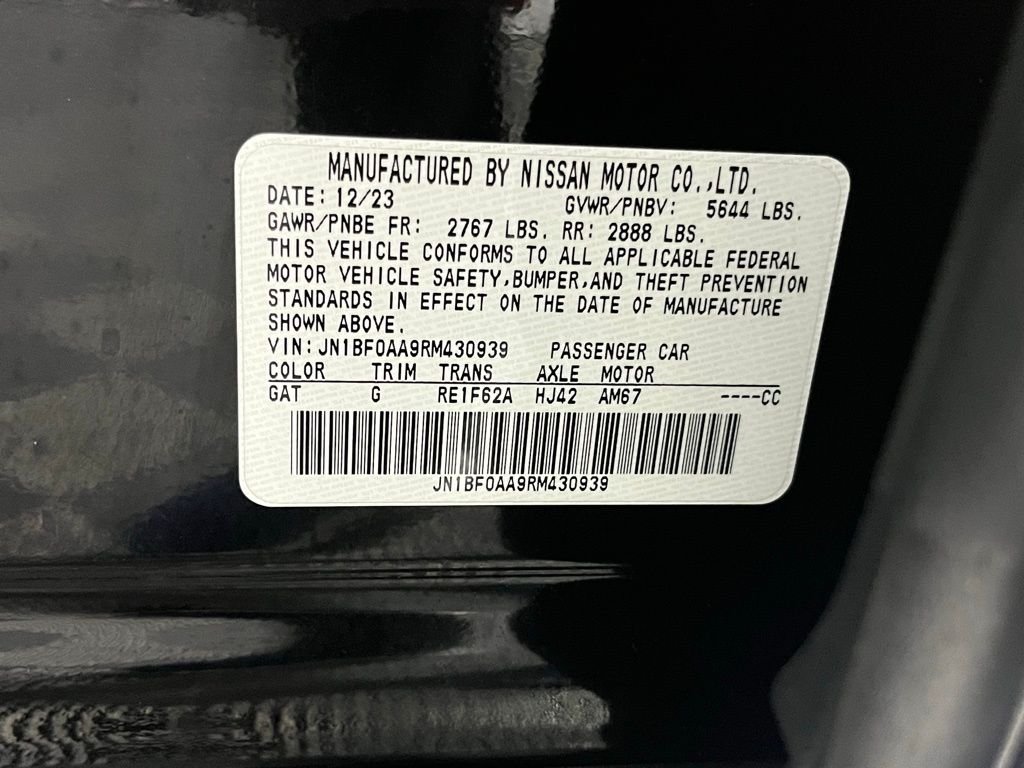 MANUFACTURED BY NISSAN MOTOR CO.,LTD.
DATE: 12/23 GVWR/PNBV: 5644 LBS.
GAWR/PNBE FR: 2767 LBS. RR: 2888 LBS.
THIS VEHICLE CONFORMS TO ALL APPLICABLE FEDERAL
MOTOR VEHICLE SAFETY,BUMPER,AND THEFT PREVENTION
STANDARDS IN EFFECT ON THE DATE OF MANUFACTURE
SHOWN ABOVE.
VIN: JN1BF0AA9RM430939 PASSENGER CAR
COLOR TRIM TRANS AXLE MOTOR
GAT G RE1F62A HJ42 AM67 ----CC
JN1BF0AA9RM430939